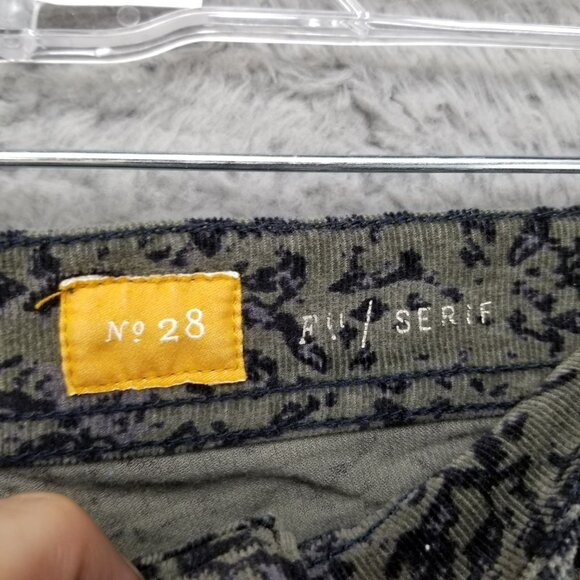 Nº 28
/ SERIF